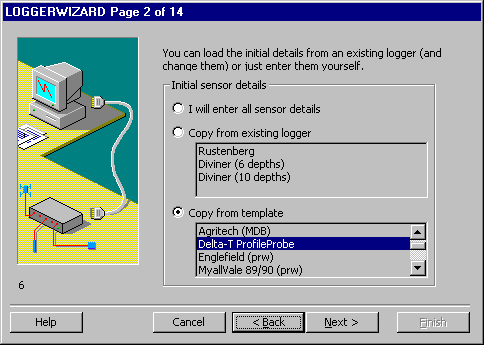 LOGGERWIZARD Page 2 of 14
You can load the initial details from an existing logger (and
change them) or just enter them yourself.
Initial sensor details
I will enter all sensor details
Copy from existing logger
Rustenberg
Diviner (6 depths)
Diviner (10 depths)
Copy from template
Agritech (MDB)
Delta-T ProfileProbe
Englefield (prw)
MyallVale 89/90 (prw)
6
Help
Cancel
< Back
Next >
Finish